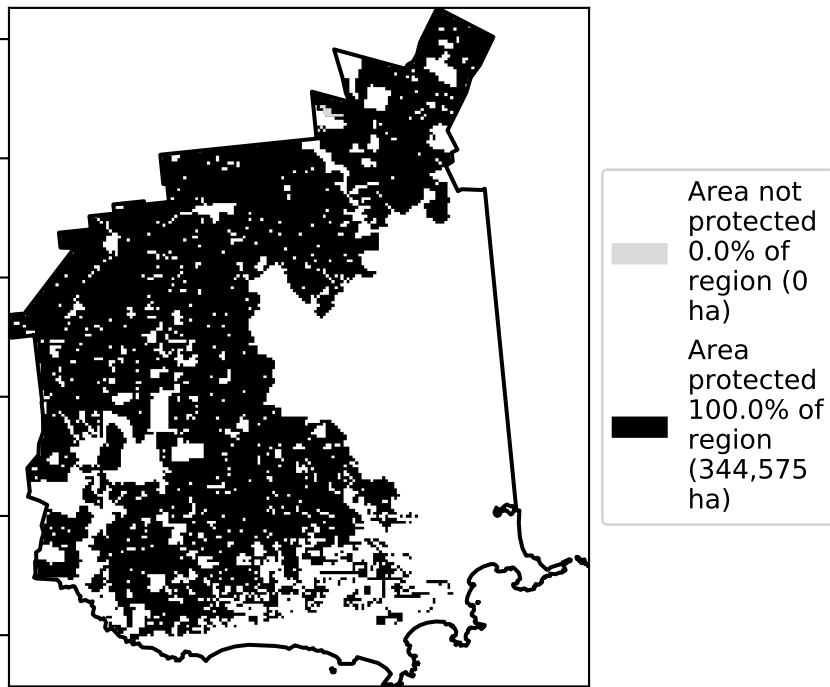 Area not
protected
0.0% of
region (0
ha)
Area
protected
100.0% of
region
(344,575
ha)